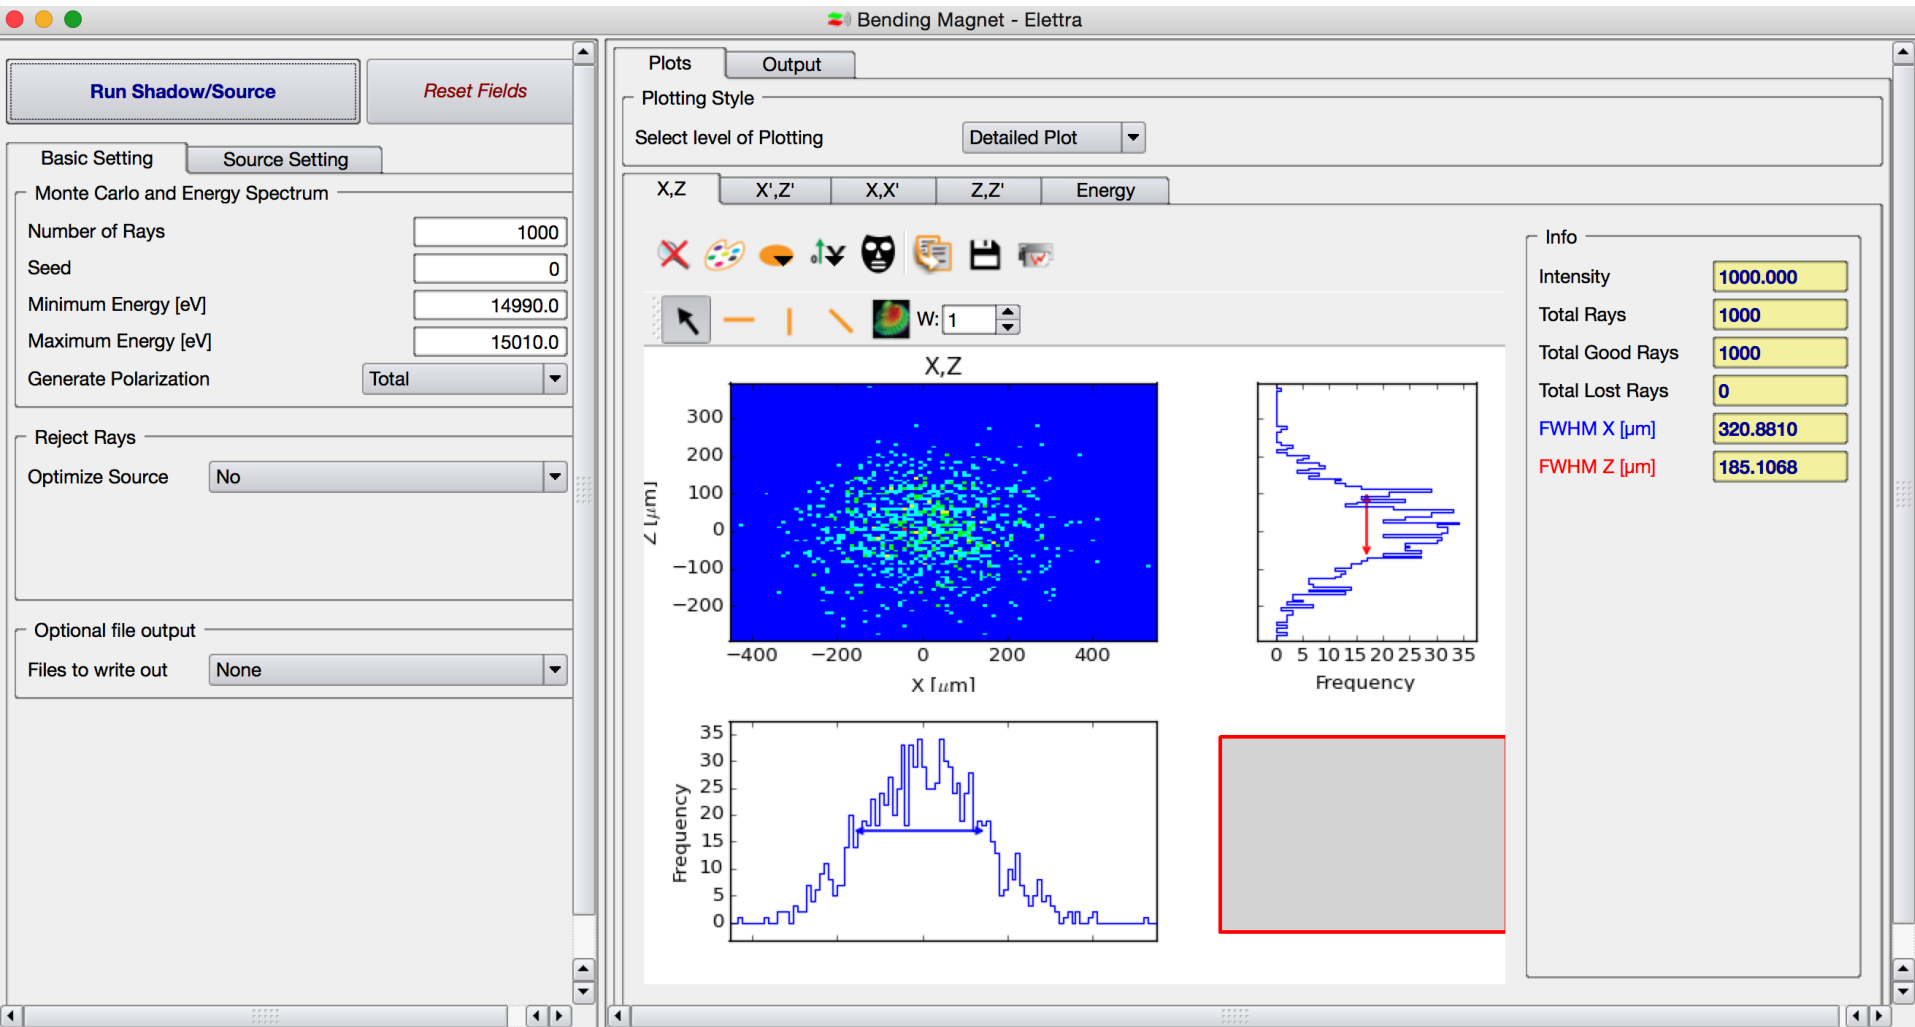 Bending Magnet - Elettra
Run Shadow/Source
Reset Fields
Basic Setting
Source Setting
Monte Carlo and Energy Spectrum
Number of Rays 1000
Seed 0
Minimum Energy [eV] 14990.0
Maximum Energy [eV] 15010.0
Generate Polarization Total
Reject Rays
Optimize Source No
Optional file output
Files to write out None
Plots
Output
Plotting Style
Select level of Plotting Detailed Plot
X,Z
X',Z'
X,X'
Z,Z'
Energy
W: 1
X,Z
300
200
100
0
−100
−200
Z [μm]
−400 −200 0 200 400
X [μm]
0 5 10 15 20 25 30 35
Frequency
35
30
25
20
15
10
5
0
Frequency
Info
Intensity 1000.000
Total Rays 1000
Total Good Rays 1000
Total Lost Rays 0
FWHM X [μm] 320.8810
FWHM Z [μm] 185.1068